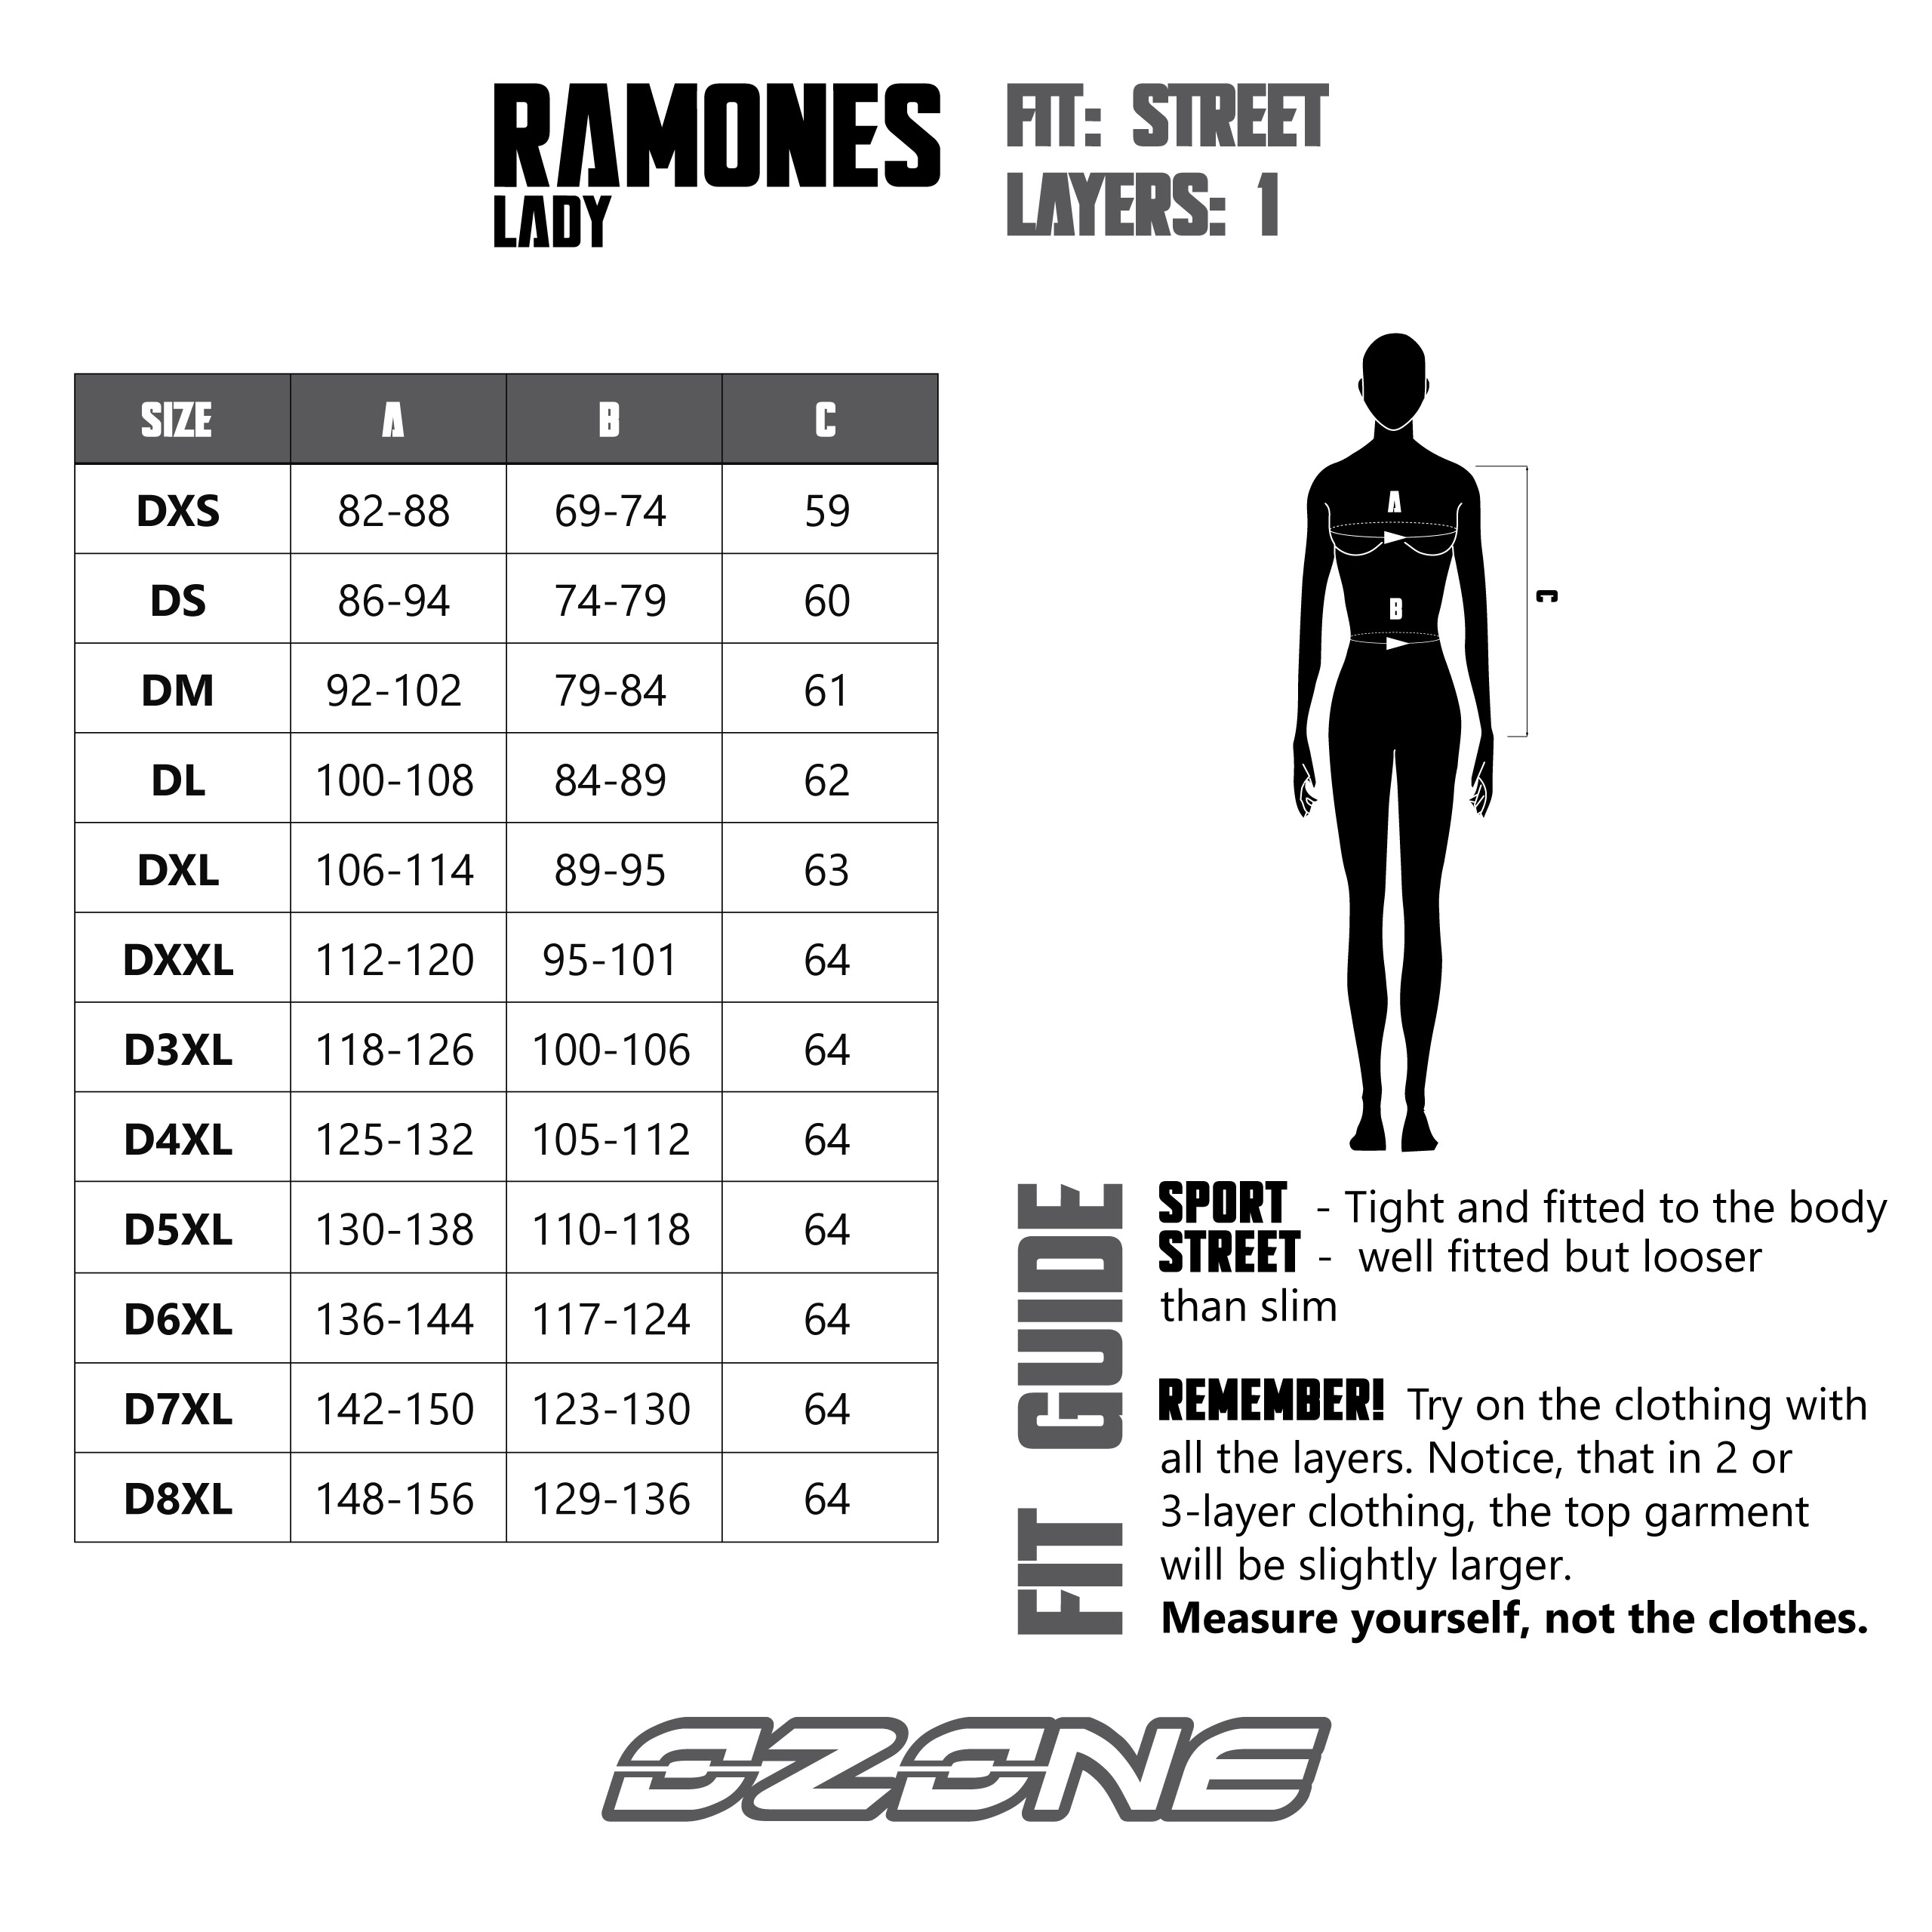 RAMONES
LADY
FIT: STREET
LAYERS: 1
SIZE A B C
DXS 82-88 69-74 59
DS 86-94 74-79 60
DM 92-102 79-84 61
DL 100-108 84-89 62
DXL 106-114 89-95 63
DXXL 112-120 95-101 64
D3XL 118-126 100-106 64
D4XL 125-132 105-112 64
D5XL 130-138 110-118 64
D6XL 136-144 117-124 64
D7XL 142-150 123-130 64
D8XL 148-156 129-136 64
A
B
C
FIT GUIDE
SPORT - Tight and fitted to the body
STREET - well fitted but looser
than slim
REMEMBER! Try on the clothing with
all the layers. Notice, that in 2 or
3-layer clothing, the top garment
will be slightly larger.
Measure yourself, not the clothes.
OZONE